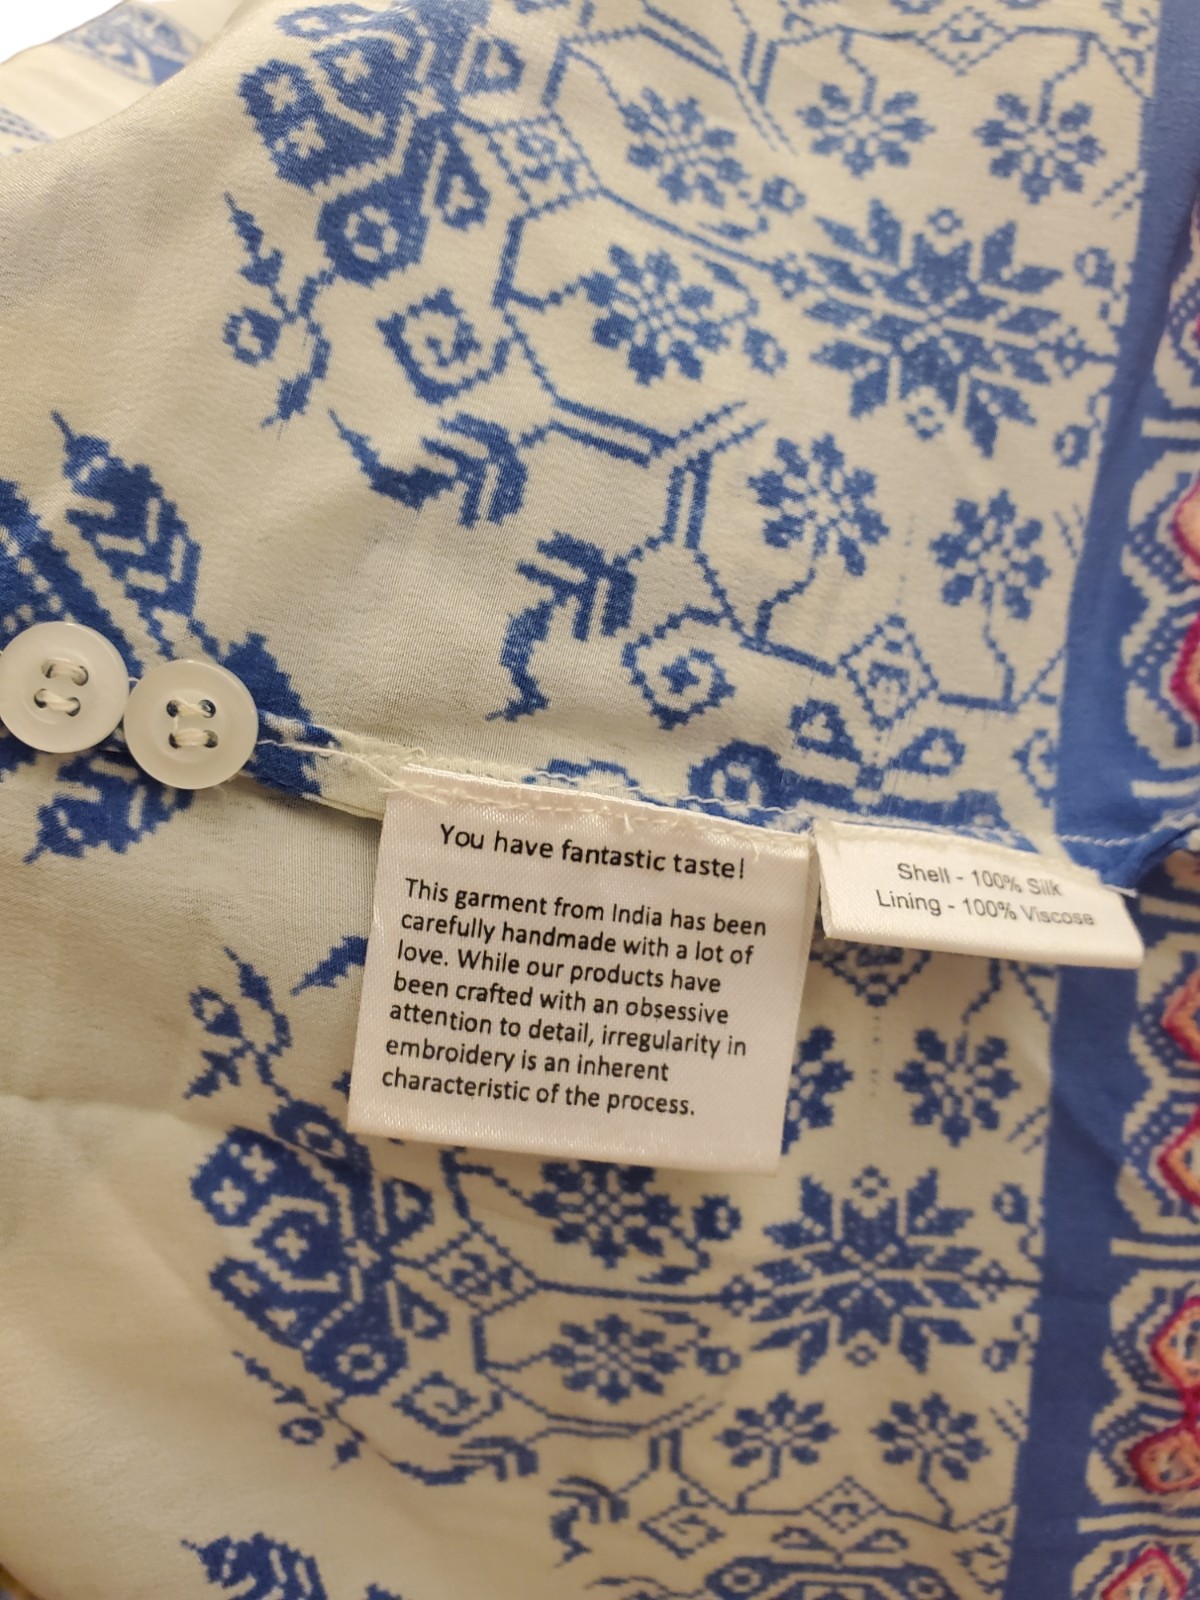 You have fantastic taste!
This garment from India has been
carefully handmade with a lot of
love. While our products have
been crafted with an obsessive
attention to detail, irregularity in
embroidery is an inherent
characteristic of the process.
Shell - 100% Silk
Lining - 100% Viscose